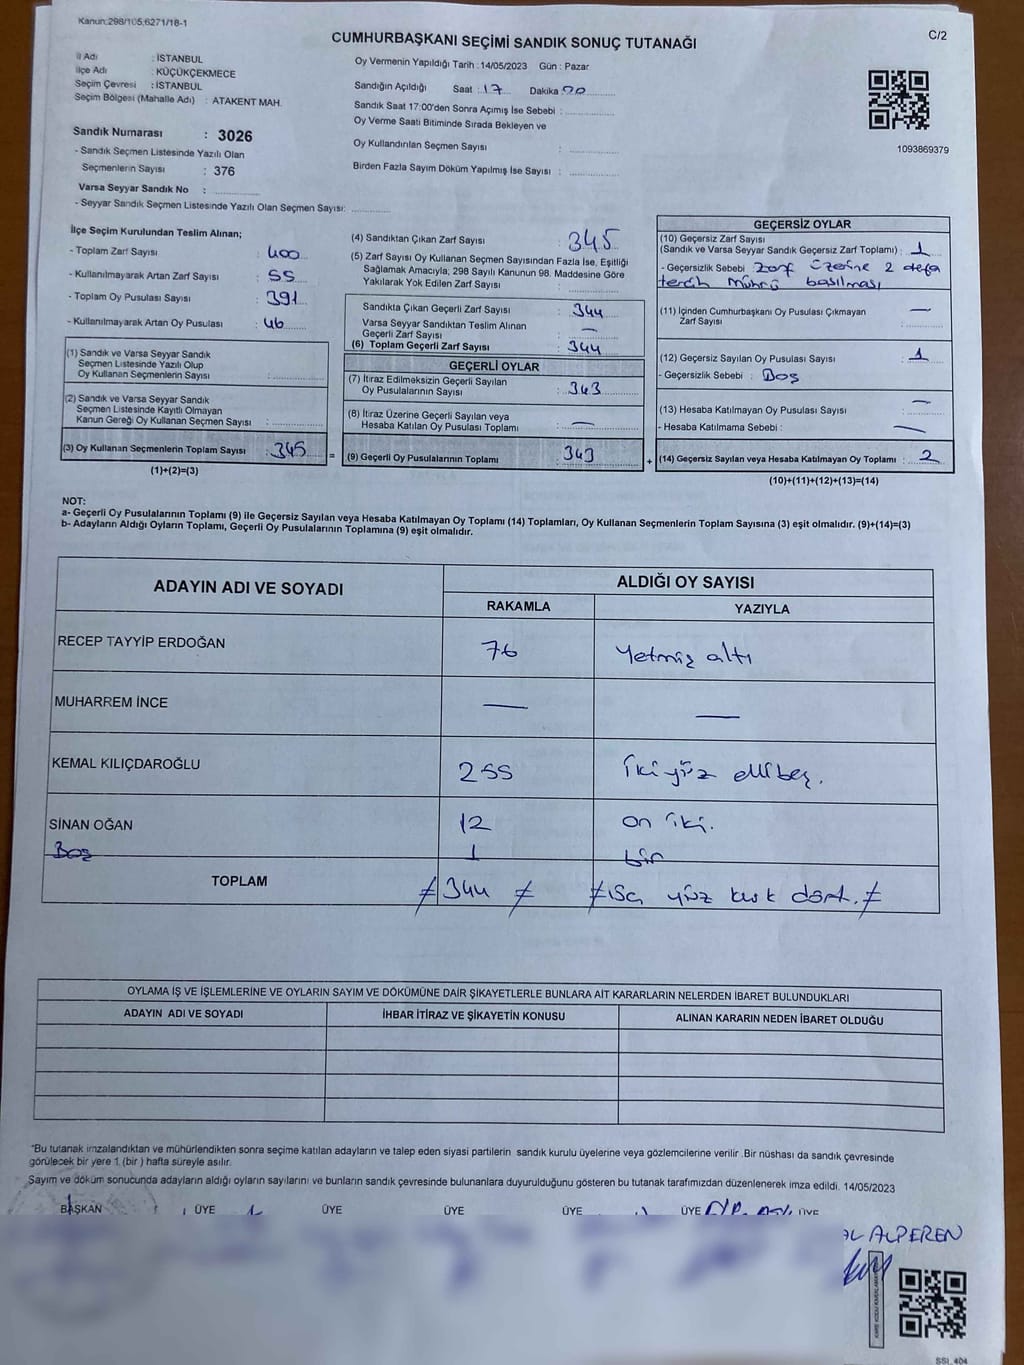 Kanun:298/105,6271/18-1
C/2
CUMHURBAŞKANI SEÇİMİ SANDIK SONUÇ TUTANAĞI
İl Adı : İSTANBUL
İlçe Adı : KÜÇÜKÇEKMECE
Seçim Çevresi : İSTANBUL
Seçim Bölgesi (Mahalle Adı) : ATAKENT MAH.
Oy Vermenin Yapıldığı Tarih :14/05/2023 Gün : Pazar
Sandığın Açıldığı Saat : 17 Dakika : 00
Sandık Saat 17:00'den Sonra Açımış İse Sebebi :
Oy Verme Saati Bitiminde Sırada Bekleyen ve
Oy Kullandırılan Seçmen Sayısı :
Birden Fazla Sayım Döküm Yapılmış İse Sayısı :
1093869379
Sandık Numarası : 3026
- Sandık Seçmen Listesinde Yazılı Olan
Seçmenlerin Sayısı : 376
Varsa Seyyar Sandık No :
- Seyyar Sandık Seçmen Listesinde Yazılı Olan Seçmen Sayısı:
İlçe Seçim Kurulundan Teslim Alınan;
- Toplam Zarf Sayısı : 400
- Kullanılmayarak Artan Zarf Sayısı : 55
- Toplam Oy Pusulası Sayısı : 391
- Kullanılmayarak Artan Oy Pusulası : 46
(1) Sandık ve Varsa Seyyar Sandık
Seçmen Listesinde Yazılı Olup
Oy Kullanan Seçmenlerin Sayısı :
(2) Sandık ve Varsa Seyyar Sandık
Seçmen Listesinde Kayıtlı Olmayan
Kanun Gereği Oy Kullanan Seçmen Sayısı :
(3) Oy Kullanan Seçmenlerin Toplam Sayısı : 345
(1)+(2)=(3)
=
(4) Sandıktan Çıkan Zarf Sayısı : 345
(5) Zarf Sayısı Oy Kullanan Seçmen Sayısından Fazla İse, Eşitliği
Sağlamak Amacıyla, 298 Sayılı Kanunun 98. Maddesine Göre
Yakılarak Yok Edilen Zarf Sayısı :
Sandıkta Çıkan Geçerli Zarf Sayısı : 344
Varsa Seyyar Sandıktan Teslim Alınan
Geçerli Zarf Sayısı : —
(6) Toplam Geçerli Zarf Sayısı : 344
GEÇERLİ OYLAR
(7) İtiraz Edilmeksizin Geçerli Sayılan
Oy Pusulalarının Sayısı : 343
(8) İtiraz Üzerine Geçerli Sayılan veya
Hesaba Katılan Oy Pusulası Toplamı : —
(9) Geçerli Oy Pusulalarının Toplamı : 343
+
GEÇERSİZ OYLAR
(10) Geçersiz Zarf Sayısı
(Sandık ve Varsa Seyyar Sandık Geçersiz Zarf Toplamı) : 1
- Geçersizlik Sebebi : Zarf üzerine 2 defa
tercih Mührü basılması
(11) İçinden Cumhurbaşkanı Oy Pusulası Çıkmayan
Zarf Sayısı : —
(12) Geçersiz Sayılan Oy Pusulası Sayısı : 1
- Geçersizlik Sebebi : Boş
(13) Hesaba Katılmayan Oy Pusulası Sayısı : —
- Hesaba Katılmama Sebebi : —
(14) Geçersiz Sayılan veya Hesaba Katılmayan Oy Toplamı : 2
(10)+(11)+(12)+(13)=(14)
NOT:
a- Geçerli Oy Pusulalarının Toplamı (9) ile Geçersiz Sayılan veya Hesaba Katılmayan Oy Toplamı (14) Toplamları, Oy Kullanan Seçmenlerin Toplam Sayısına (3) eşit olmalıdır. (9)+(14)=(3)
b- Adayların Aldığı Oyların Toplamı, Geçerli Oy Pusulalarının Toplamına (9) eşit olmalıdır.
ADAYIN ADI VE SOYADI ALDIĞI OY SAYISI
RAKAMLA YAZIYLA
RECEP TAYYİP ERDOĞAN 76 Yetmiş altı
MUHARREM İNCE — —
KEMAL KILIÇDAROĞLU 255 İki yüz elli beş.
SİNAN OĞAN 12 on iki.
Boş 1 bir
TOPLAM ≠ 344 ≠ ≠ üç yüz kırk dört. ≠
OYLAMA İŞ VE İŞLEMLERİNE VE OYLARIN SAYIM VE DÖKÜMÜNE DAİR ŞİKAYETLERLE BUNLARA AİT KARARLARIN NELERDEN İBARET BULUNDUKLARI
ADAYIN ADI VE SOYADI İHBAR İTİRAZ VE ŞİKAYETİN KONUSU ALINAN KARARIN NEDEN İBARET OLDUĞU
*Bu tutanak imzalandıktan ve mühürlendikten sonra seçime katılan adayların ve talep eden siyasi partilerin sandık kurulu üyelerine veya gözlemcilerine verilir .Bir nüshası da sandık çevresinde
görülecek bir yere 1 (bir ) hafta süreyle asılır.
Sayım ve döküm sonucunda adayların aldığı oyların sayılarını ve bunların sandık çevresinde bulunanlara duyurulduğunu gösteren bu tutanak tarafımızdan düzenlenerek imza edildi. 14/05/2023
BAŞKAN ÜYE ÜYE ÜYE ÜYE ÜYE ÜYE
ALPEREN
SSI_404